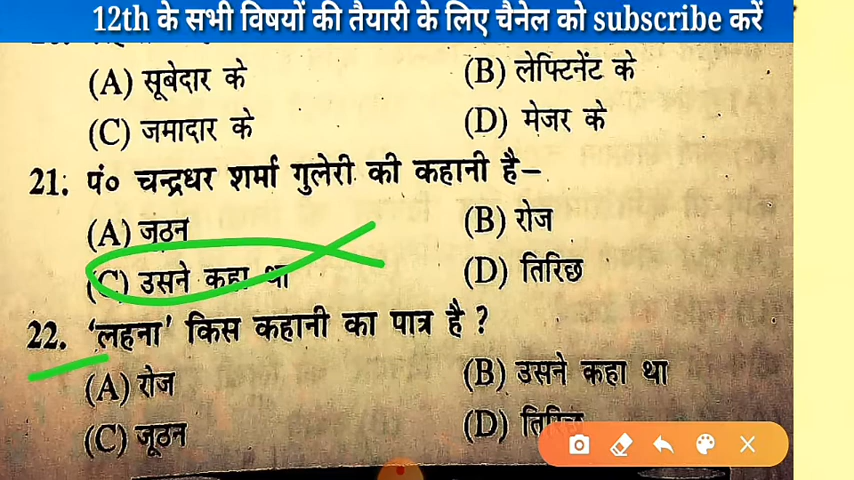 12th के सभी विषयों की तैयारी के लिए चैनेल को subscribe करें
(A) सूबेदार के (B) लेफ्टिनेंट के
(C) जमादार के (D) मेजर के
21. पं० चन्द्रधर शर्मा गुलेरी की कहानी है–
(A) जूठन (B) रोज
(C) उसने कहा था (D) तिरिछ
22. 'लहना' किस कहानी का पात्र है ?
(A) रोज (B) उसने कहा था
(C) जूठन (D) तिरिछ